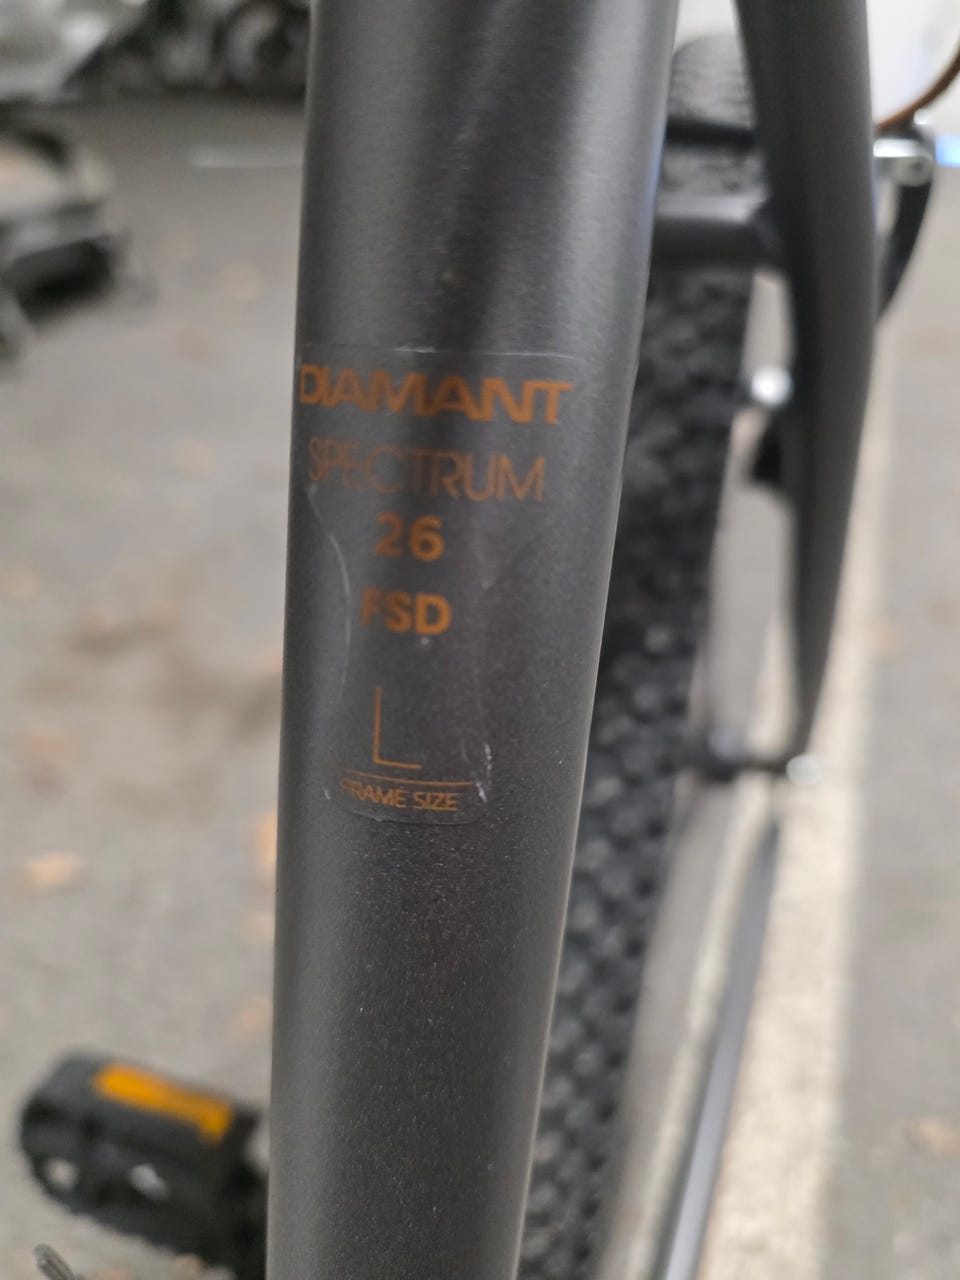 DIAMANT
SPECTRUM
26
FSD
L
FRAME SIZE